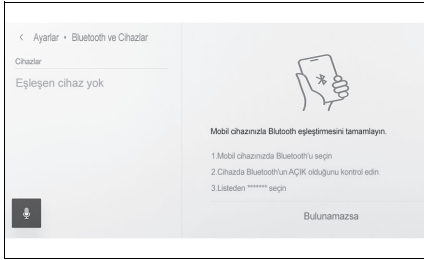 < Ayarlar • Bluetooth ve Cihazlar
Cihazlar
Eşleşen cihaz yok
Mobil cihazınızla Blutooth eşleştirmesini tamamlayın.
1.Mobil cihazınızda Bluetooth'u seçin
2.Cihazda Bluetooth'un AÇIK olduğunu kontrol edin
3.Listeden ******* seçin
Bulunamazsa